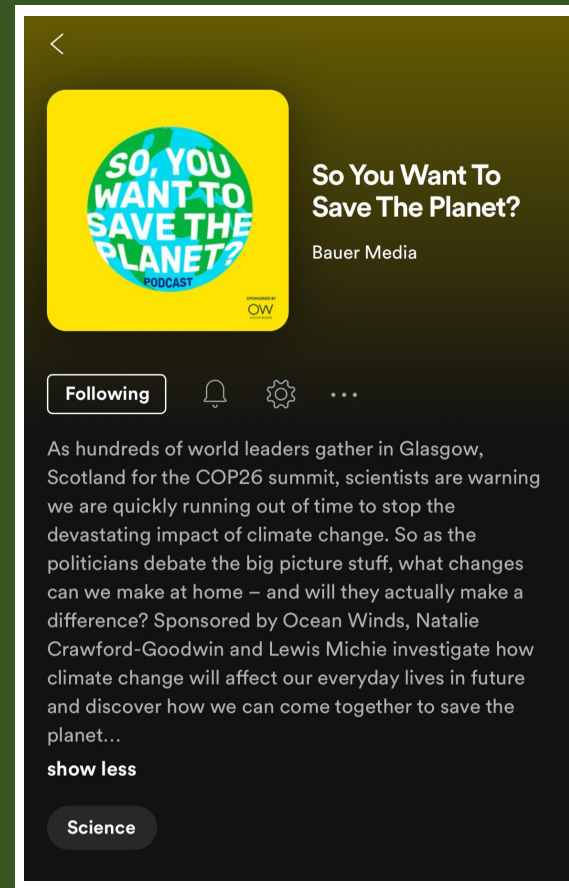 SO, YOU
WANT TO
SAVE THE
PLANET?
PODCAST
SPONSORED BY
OW
So You Want To
Save The Planet?
Bauer Media
Following
As hundreds of world leaders gather in Glasgow,
Scotland for the COP26 summit, scientists are warning
we are quickly running out of time to stop the
devastating impact of climate change. So as the
politicians debate the big picture stuff, what changes
can we make at home – and will they actually make a
difference? Sponsored by Ocean Winds, Natalie
Crawford-Goodwin and Lewis Michie investigate how
climate change will affect our everyday lives in future
and discover how we can come together to save the
planet...
show less
Science